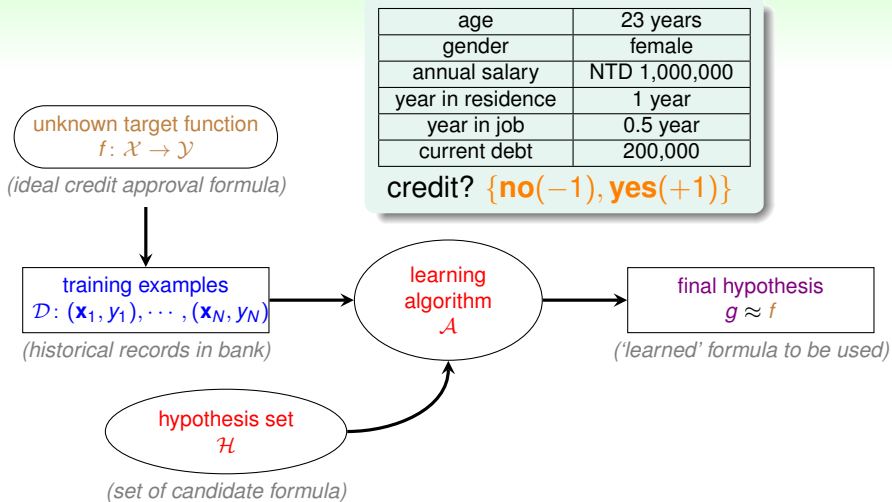 age 23 years
gender female
annual salary NTD 1,000,000
year in residence 1 year
year in job 0.5 year
current debt 200,000
credit? {no(−1), yes(+1)}
unknown target function
f : 𝒳 → 𝒴
(ideal credit approval formula)
training examples
𝒟 : (x₁, y₁), ⋯ , (x_N, y_N)
(historical records in bank)
learning
algorithm
𝒜
final hypothesis
g ≈ f
(‘learned’ formula to be used)
hypothesis set
ℋ
(set of candidate formula)